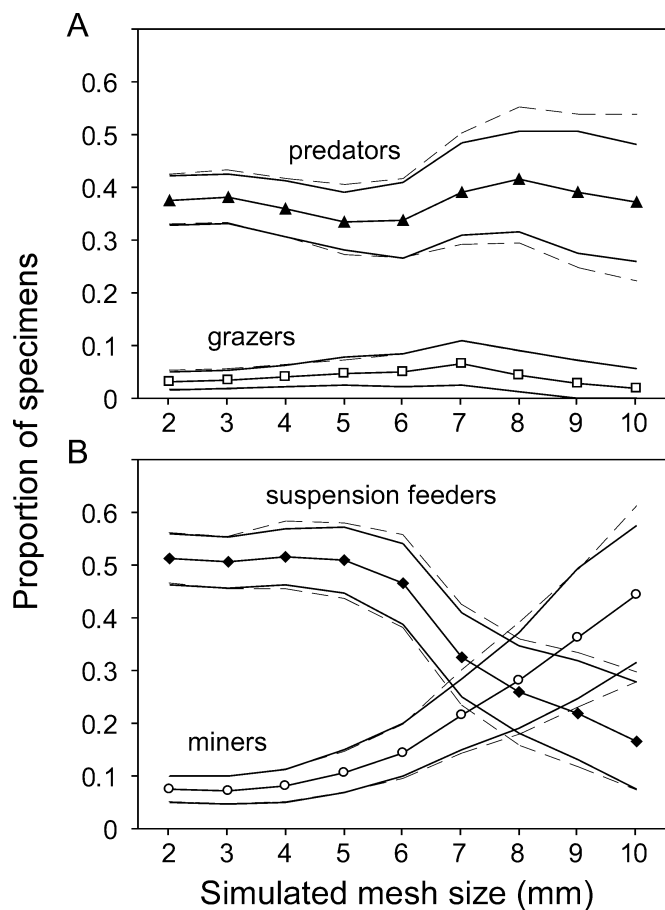 A
0.6
0.5
predators
0.4
0.3
0.2
grazers
0.1
0
2 3 4 5 6 7 8 9 10
Proportion of specimens
B
suspension feeders
0.6
0.5
0.4
0.3
0.2
miners
0.1
0
2 3 4 5 6 7 8 9 10
Simulated mesh size (mm)